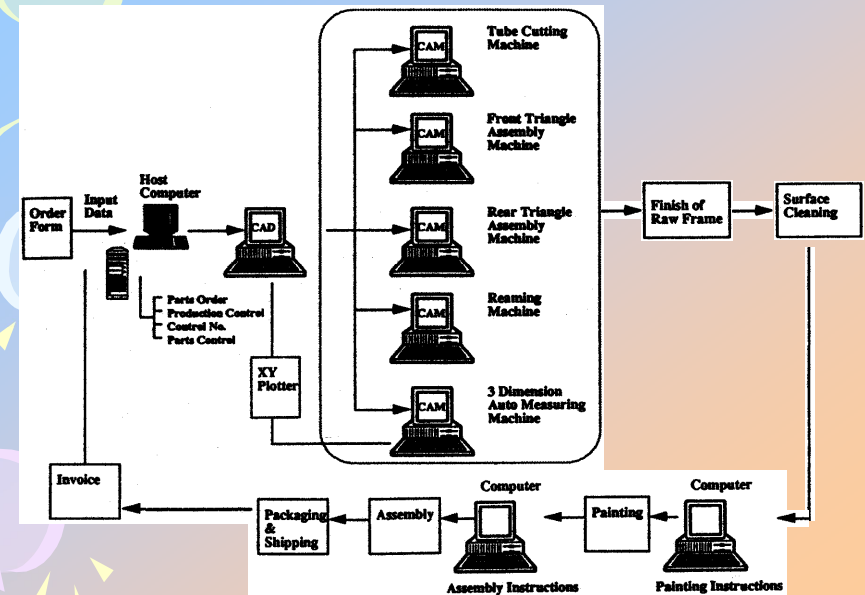 Order
Form
Input
Data
Host
Computer
Parts Order
Production Control
Control No.
Parts Control
CAD
XY
Plotter
CAM
Tube Cutting
Machine
CAM
Front Triangle
Assembly
Machine
CAM
Rear Triangle
Assembly
Machine
CAM
Reaming
Machine
CAM
3 Dimension
Auto Measuring
Machine
Finish of
Raw Frame
Surface
Cleaning
Computer
Painting Instructions
Painting
Computer
Assembly Instructions
Assembly
Packaging
&
Shipping
Invoice